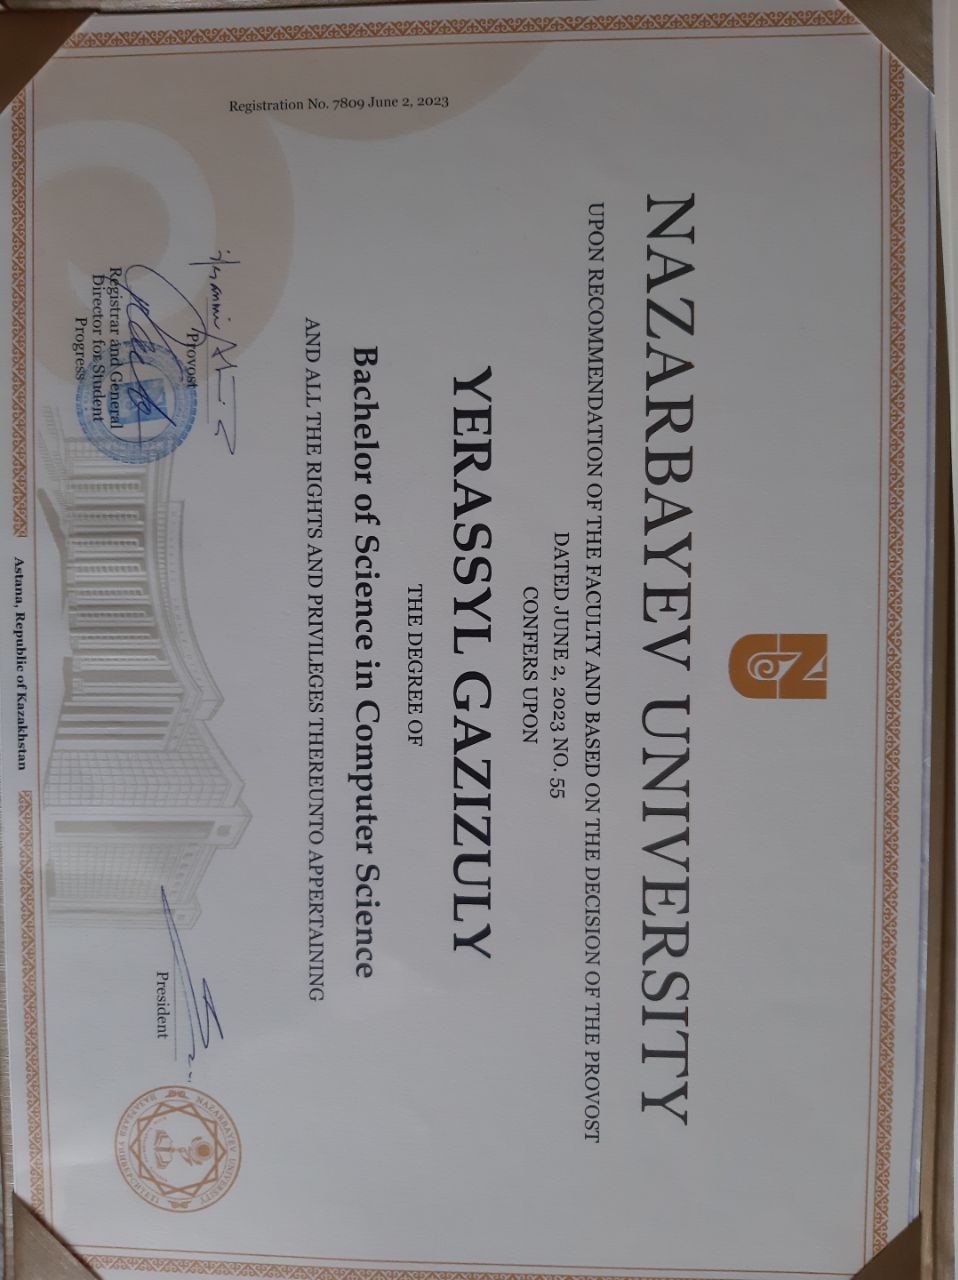 NAZARBAYEV UNIVERSITY
UPON RECOMMENDATION OF THE FACULTY AND BASED ON THE DECISION OF THE PROVOST
DATED JUNE 2, 2023 NO. 55
CONFERS UPON
YERASSYL GAZIZULY
THE DEGREE OF
Bachelor of Science in Computer Science
AND ALL THE RIGHTS AND PRIVILEGES THEREUNTO APPERTAINING
Provost
Registrar and General
Director for Student
Progress
President
NAZARBAYEV UNIVERSITY
Registration No. 7809 June 2, 2023
Astana, Republic of Kazakhstan